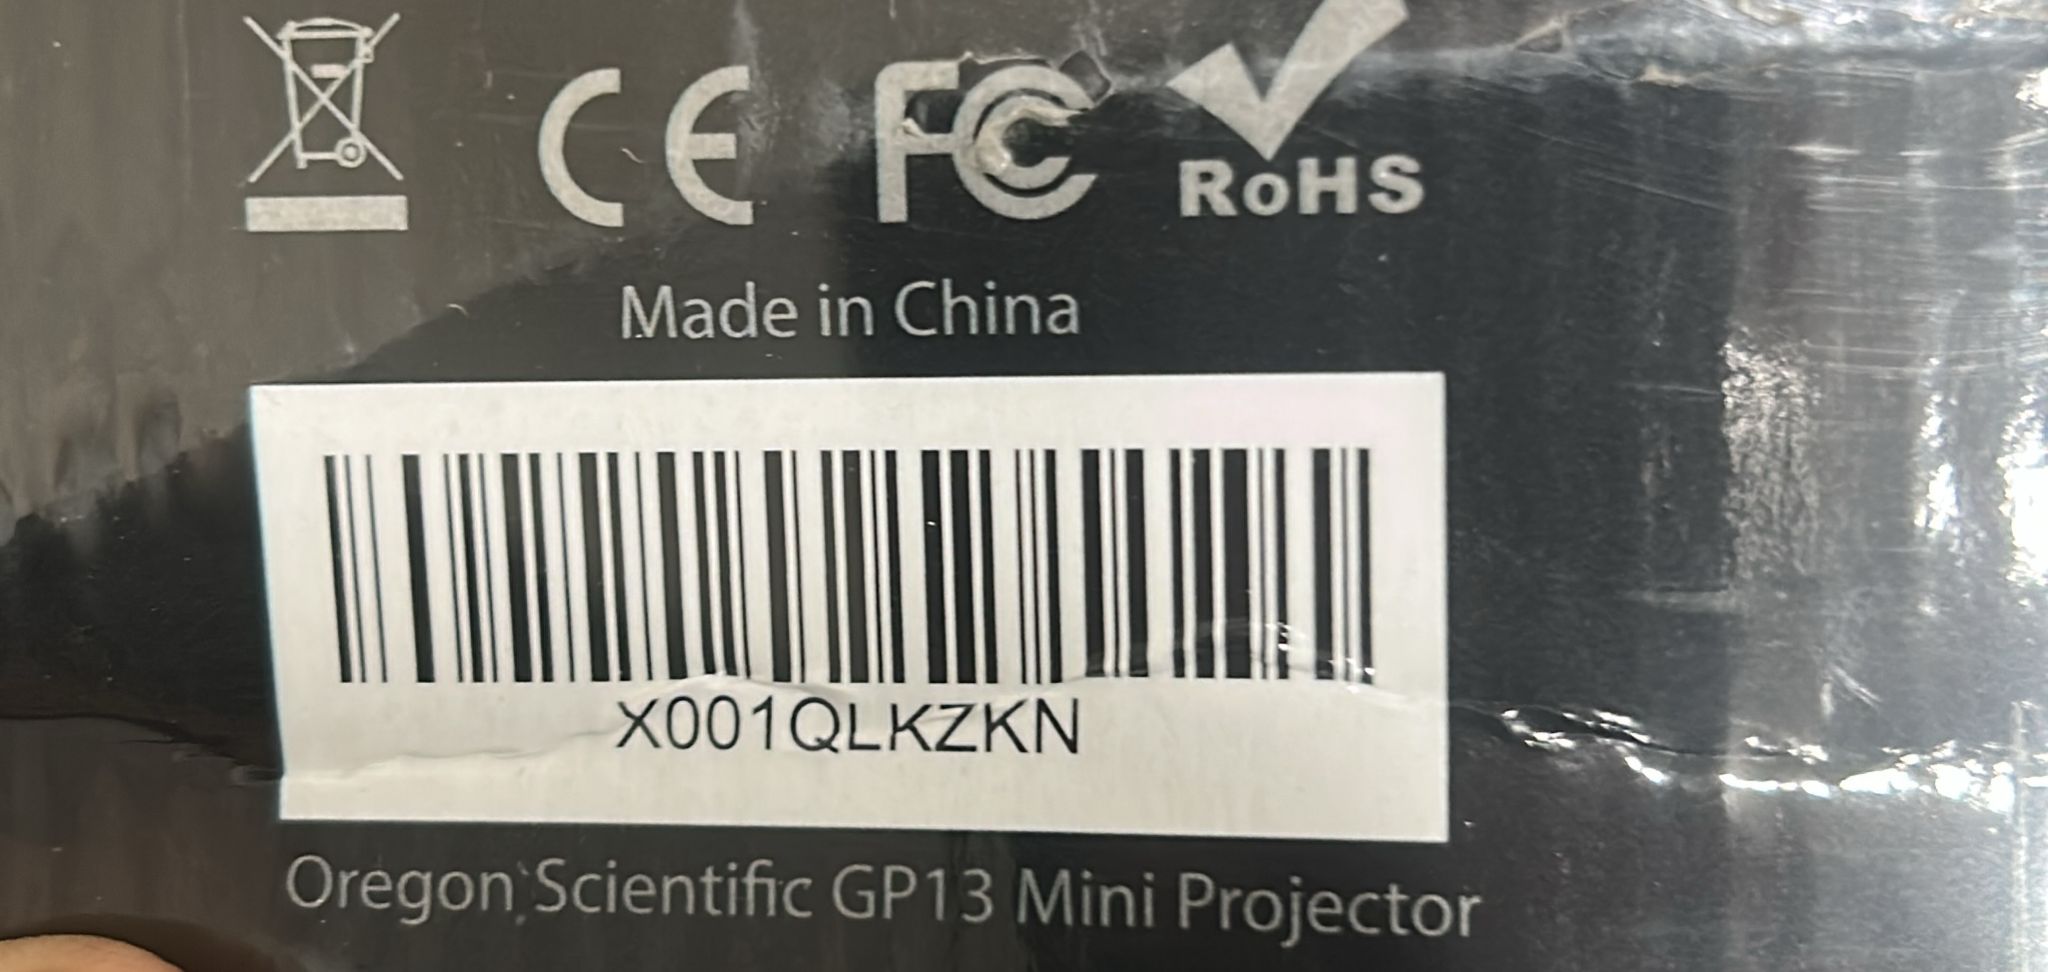 CE FC RoHS
Made in China
X001QLKZKN
Oregon Scientific GP13 Mini Projector